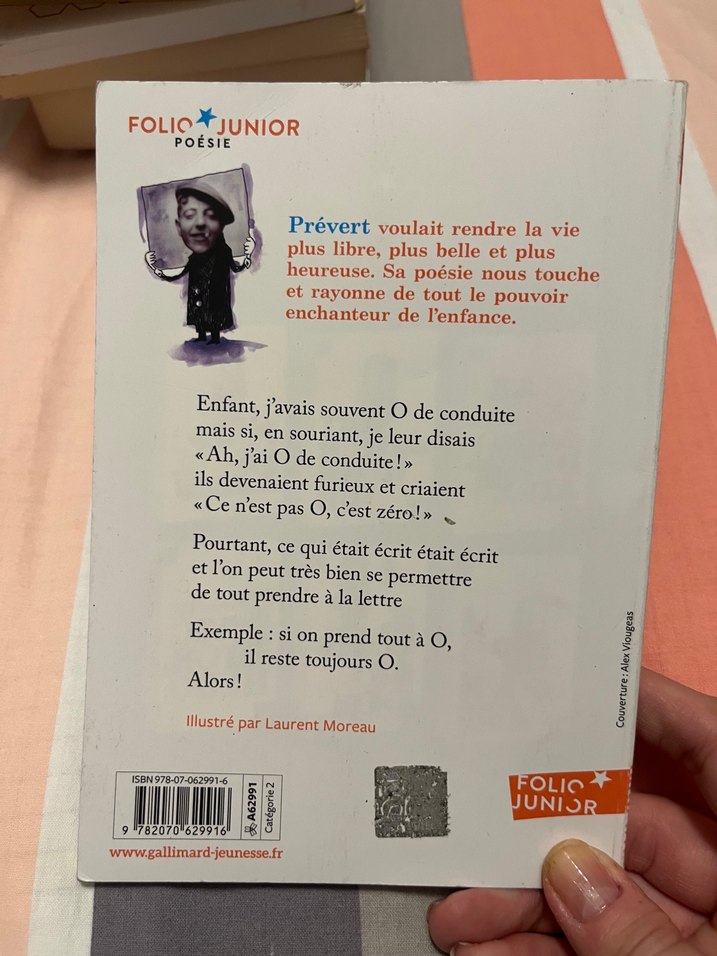 FOLIO JUNIOR
POÉSIE
Prévert voulait rendre la vie
plus libre, plus belle et plus
heureuse. Sa poésie nous touche
et rayonne de tout le pouvoir
enchanteur de l'enfance.
Enfant, j'avais souvent O de conduite
mais si, en souriant, je leur disais
« Ah, j'ai O de conduite ! »
ils devenaient furieux et criaient
« Ce n'est pas O, c'est zéro ! »
Pourtant, ce qui était écrit était écrit
et l'on peut très bien se permettre
de tout prendre à la lettre
Exemple : si on prend tout à O,
il reste toujours O.
Alors !
Illustré par Laurent Moreau
Couverture : Alex Viougeas
ISBN 978-07-062991-6
9 782070 629916
A62991
Catégorie 2
www.gallimard-jeunesse.fr
FOLIO
JUNIOR